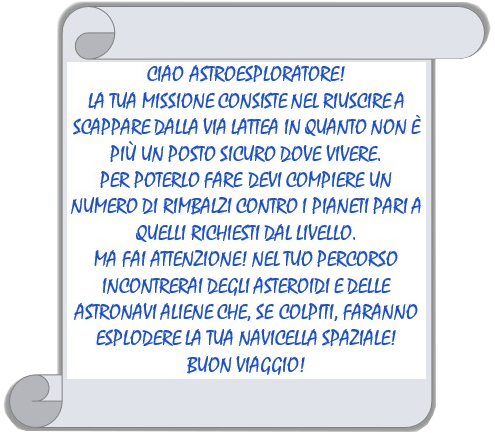 CIAO ASTROESPLORATORE!
LA TUA MISSIONE CONSISTE NEL RIUSCIRE A
SCAPPARE DALLA VIA LATTEA IN QUANTO NON È
PIÙ UN POSTO SICURO DOVE VIVERE.
PER POTERLO FARE DEVI COMPIERE UN
NUMERO DI RIMBALZI CONTRO I PIANETI PARI A
QUELLI RICHIESTI DAL LIVELLO.
MA FAI ATTENZIONE! NEL TUO PERCORSO
INCONTRERAI DEGLI ASTEROIDI E DELLE
ASTRONAVI ALIENE CHE, SE COLPITI, FARANNO
ESPLODERE LA TUA NAVICELLA SPAZIALE!
BUON VIAGGIO!